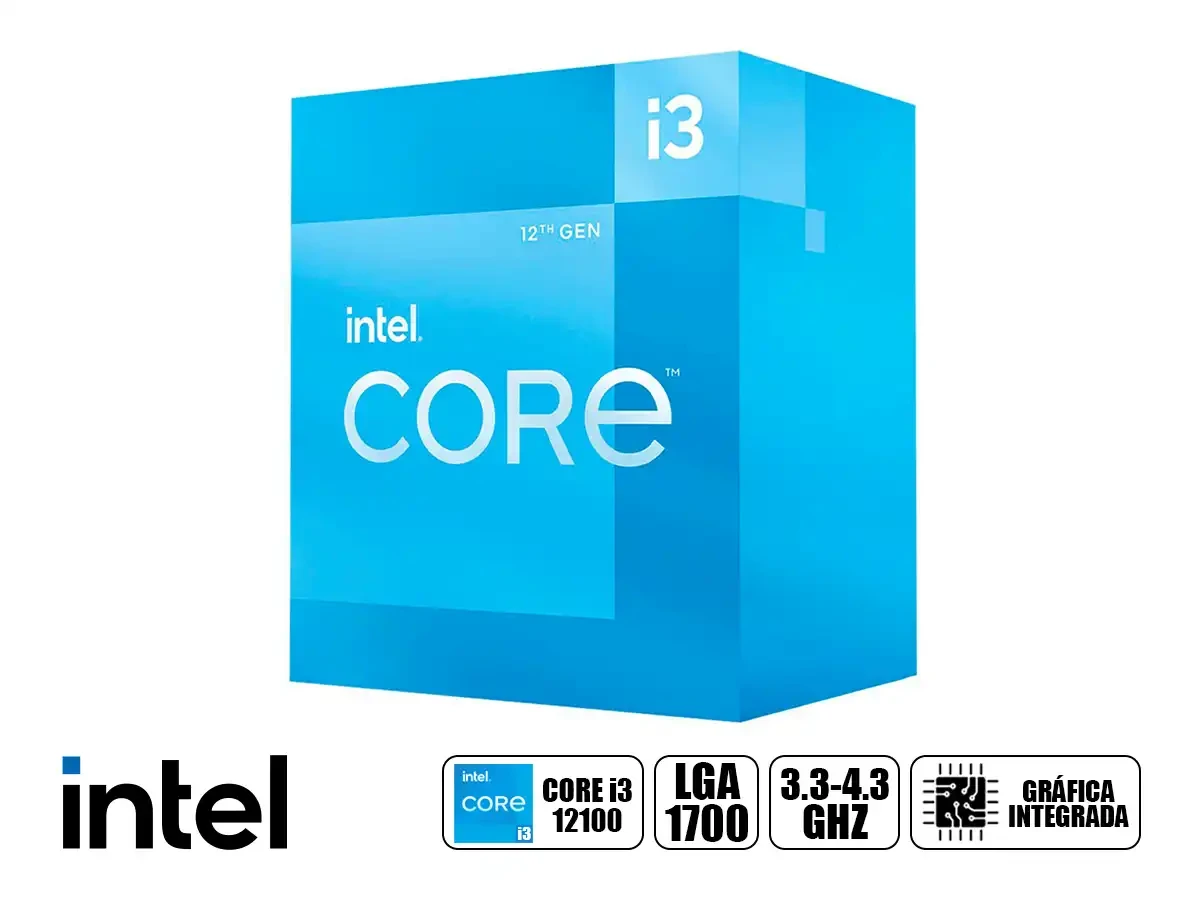 i3
12TH GEN
intel.
CORe™
intel
intel.
CORe
i3
CORE i3
12100
LGA
1700
3.3-4.3
GHZ
GRÁFICA
INTEGRADA